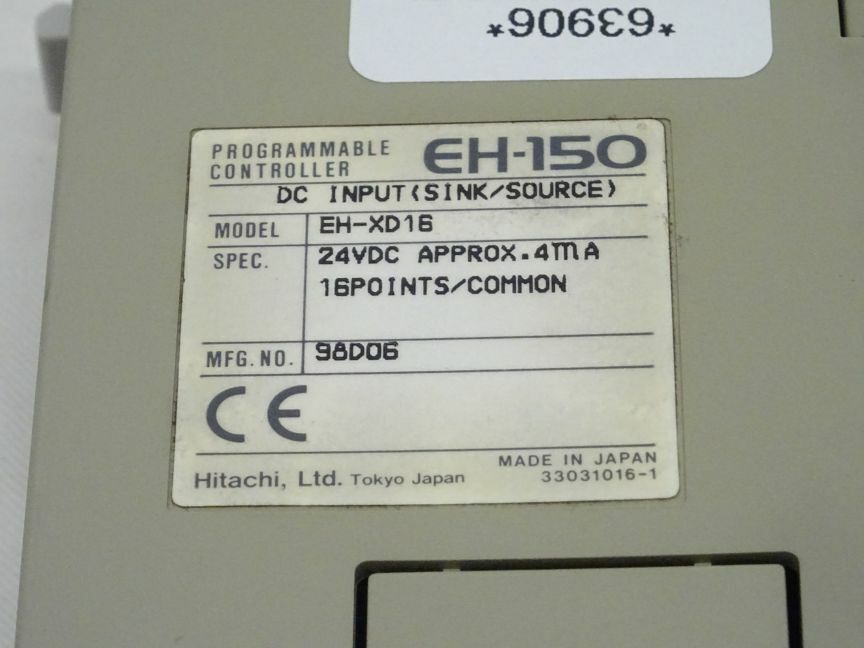 *63906*
PROGRAMMABLE
CONTROLLER
EH-150
DC INPUT(SINK/SOURCE)
MODEL EH-XD16
SPEC. 24VDC APPROX.4mA
16POINTS/COMMON
MFG.NO. 98D06
CE
MADE IN JAPAN
Hitachi, Ltd. Tokyo Japan 33031016-1